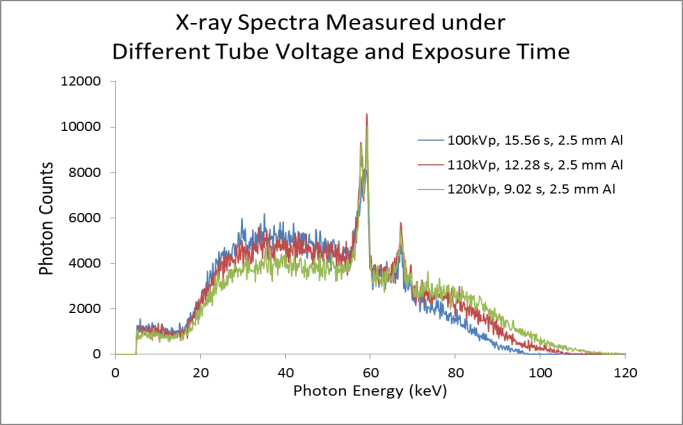 X-ray Spectra Measured under
Different Tube Voltage and Exposure Time
12000
10000
8000
6000
4000
2000
0
Photon Counts
100kVp, 15.56 s, 2.5 mm Al
110kVp, 12.28 s, 2.5 mm Al
120kVp, 9.02 s, 2.5 mm Al
0 20 40 60 80 100 120
Photon Energy (keV)